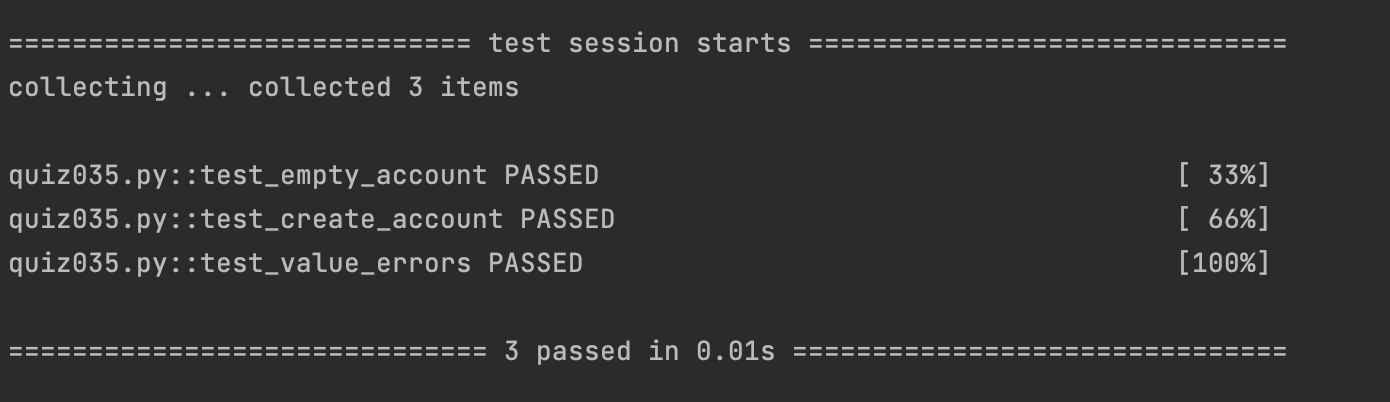 ============================= test session starts ==============================
collecting ... collected 3 items
quiz035.py::test_empty_account PASSED                                    [ 33%]
quiz035.py::test_create_account PASSED                                   [ 66%]
quiz035.py::test_value_errors PASSED                                     [100%]
============================== 3 passed in 0.01s ===============================